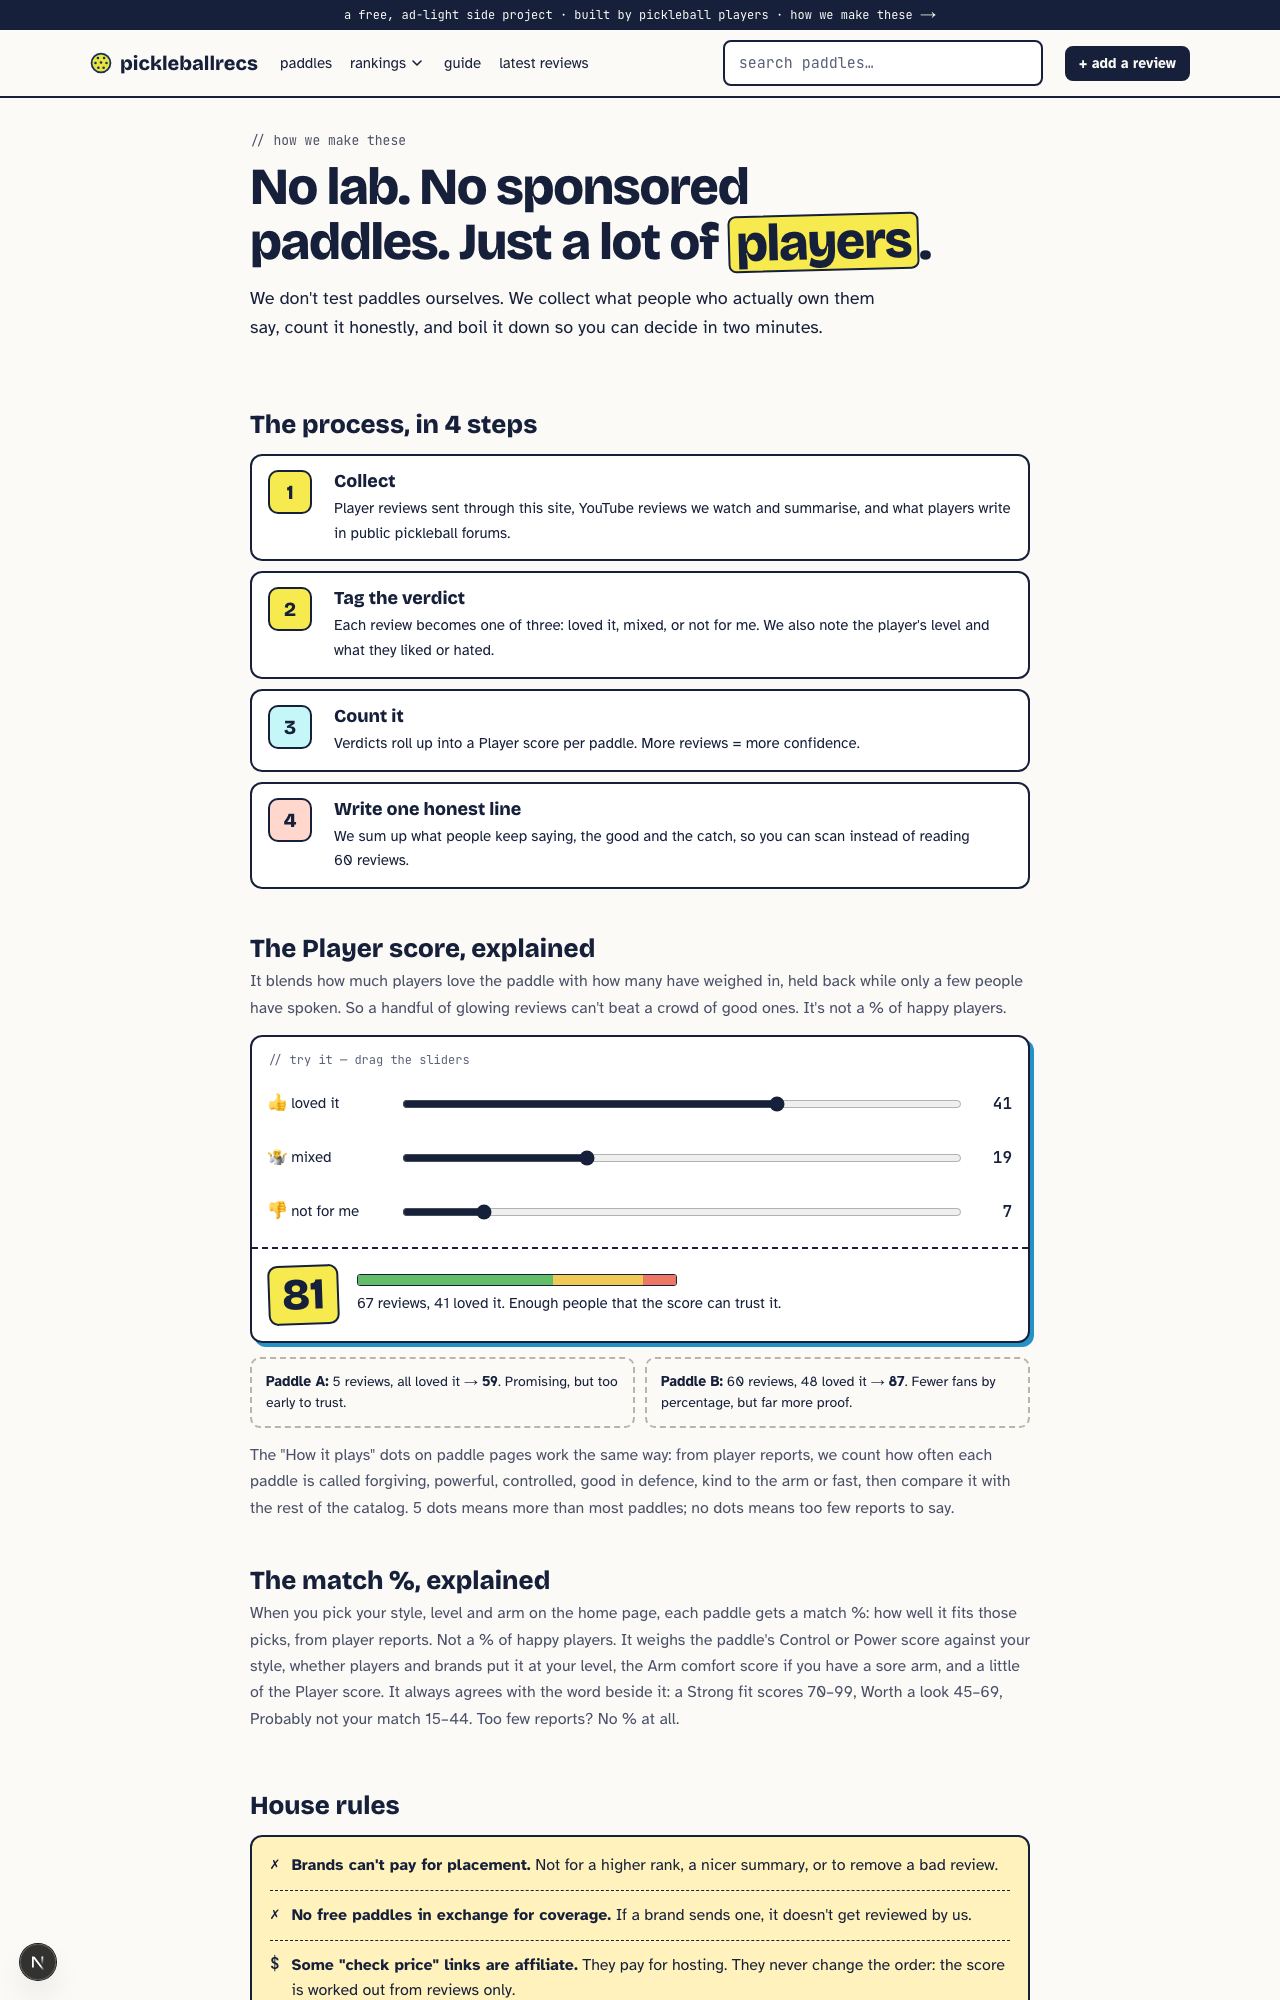 a free, ad-light side project · built by pickleball players · how we make these →
pickleballrecs
paddles
rankings
guide
latest reviews
search paddles…
+ add a review
// how we make these
No lab. No sponsored
paddles. Just a lot of players.
We don't test paddles ourselves. We collect what people who actually own them
say, count it honestly, and boil it down so you can decide in two minutes.
The process, in 4 steps
1
Collect
Player reviews sent through this site, YouTube reviews we watch and summarise, and what players write
in public pickleball forums.
2
Tag the verdict
Each review becomes one of three: loved it, mixed, or not for me. We also note the player's level and
what they liked or hated.
3
Count it
Verdicts roll up into a Player score per paddle. More reviews = more confidence.
4
Write one honest line
We sum up what people keep saying, the good and the catch, so you can scan instead of reading
60 reviews.
The Player score, explained
It blends how much players love the paddle with how many have weighed in, held back while only a few people
have spoken. So a handful of glowing reviews can't beat a crowd of good ones. It's not a % of happy players.
// try it — drag the sliders
👍 loved it 41
🤷 mixed 19
👎 not for me 7
81
67 reviews, 41 loved it. Enough people that the score can trust it.
Paddle A: 5 reviews, all loved it → 59. Promising, but too
early to trust.
Paddle B: 60 reviews, 48 loved it → 87. Fewer fans by
percentage, but far more proof.
The "How it plays" dots on paddle pages work the same way: from player reports, we count how often each
paddle is called forgiving, powerful, controlled, good in defence, kind to the arm or fast, then compare it with
the rest of the catalog. 5 dots means more than most paddles; no dots means too few reports to say.
The match %, explained
When you pick your style, level and arm on the home page, each paddle gets a match %: how well it fits those
picks, from player reports. Not a % of happy players. It weighs the paddle's Control or Power score against your
style, whether players and brands put it at your level, the Arm comfort score if you have a sore arm, and a little
of the Player score. It always agrees with the word beside it: a Strong fit scores 70–99, Worth a look 45–69,
Probably not your match 15–44. Too few reports? No % at all.
House rules
✗ Brands can't pay for placement. Not for a higher rank, a nicer summary, or to remove a bad review.
✗ No free paddles in exchange for coverage. If a brand sends one, it doesn't get reviewed by us.
$ Some "check price" links are affiliate. They pay for hosting. They never change the order: the score
is worked out from reviews only.
N